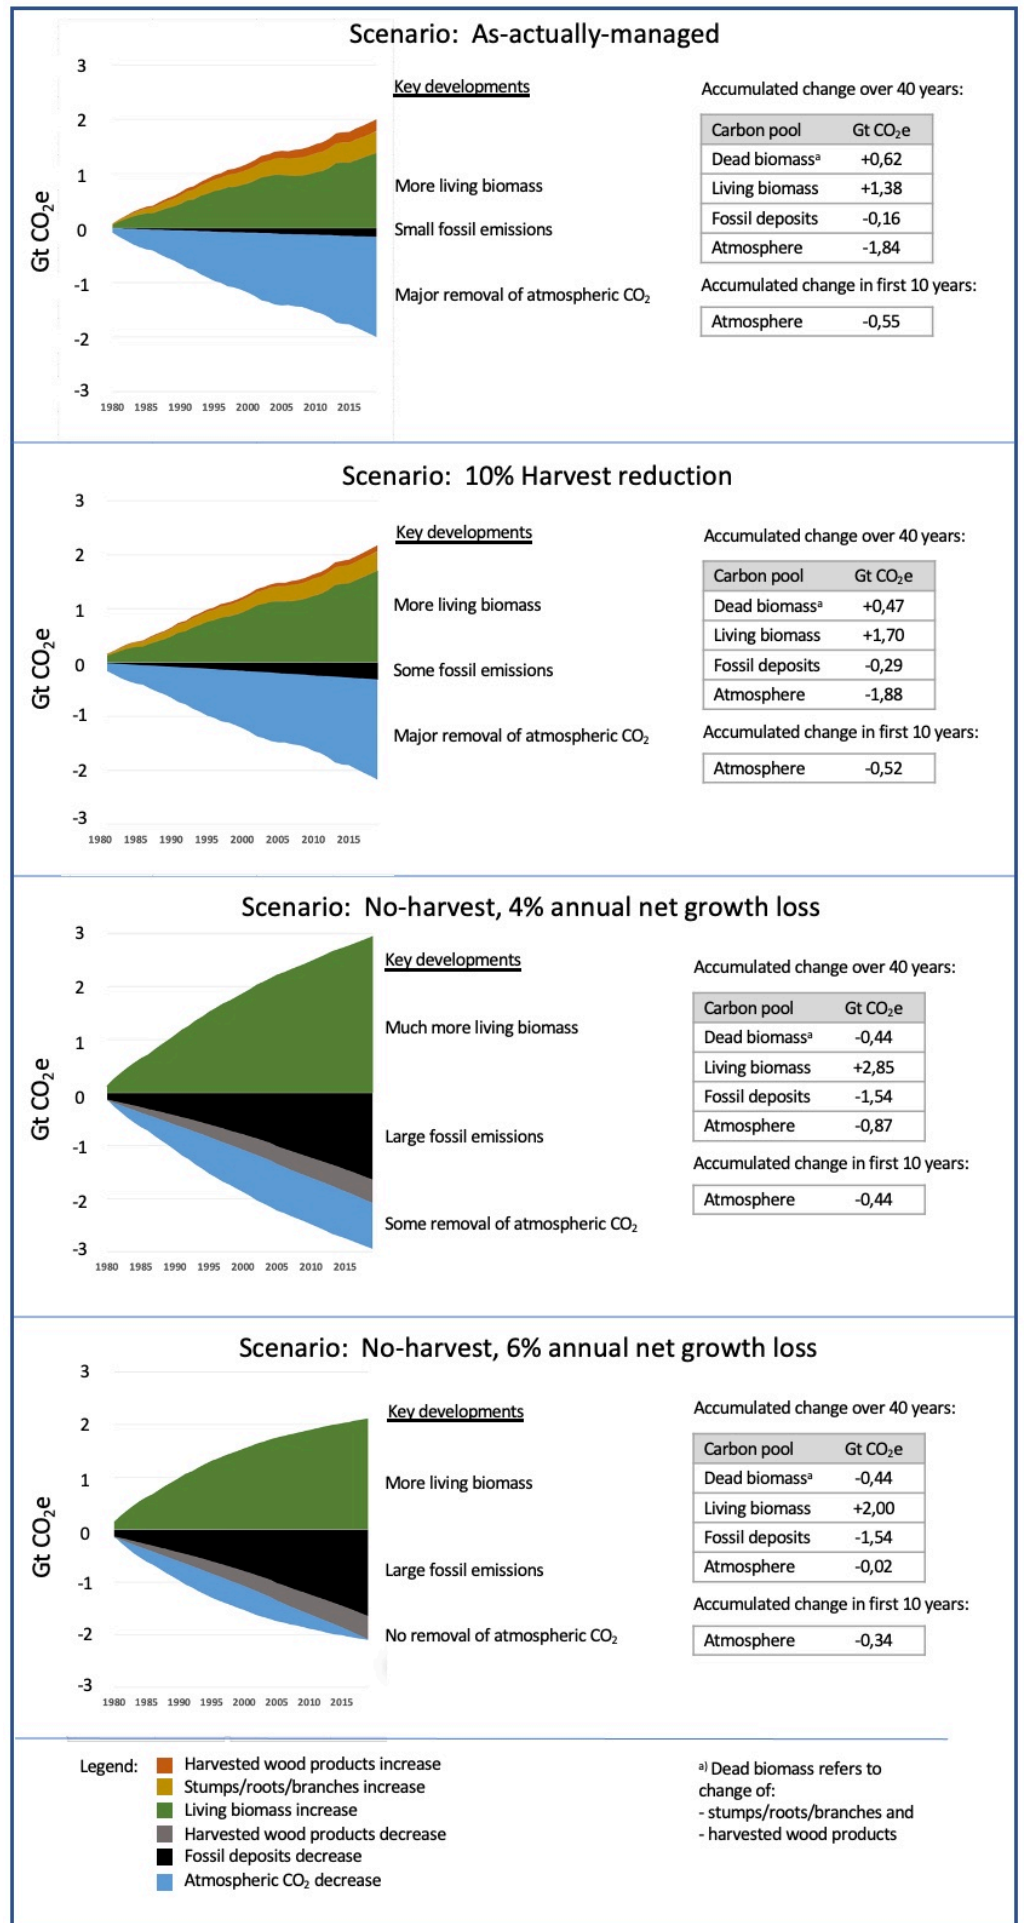 Scenario: As-actually-managed
Gt CO₂e
3
2
1
0
-1
-2
-3
1980 1985 1990 1995 2000 2005 2010 2015
Key developments
More living biomass
Small fossil emissions
Major removal of atmospheric CO₂
Accumulated change over 40 years:
Carbon pool Gt CO₂e
Dead biomassᵃ +0,62
Living biomass +1,38
Fossil deposits -0,16
Atmosphere -1,84
Accumulated change in first 10 years:
Atmosphere -0,55
Scenario: 10% Harvest reduction
Gt CO₂e
3
2
1
0
-1
-2
-3
1980 1985 1990 1995 2000 2005 2010 2015
Key developments
More living biomass
Some fossil emissions
Major removal of atmospheric CO₂
Accumulated change over 40 years:
Carbon pool Gt CO₂e
Dead biomassᵃ +0,47
Living biomass +1,70
Fossil deposits -0,29
Atmosphere -1,88
Accumulated change in first 10 years:
Atmosphere -0,52
Scenario: No-harvest, 4% annual net growth loss
Gt CO₂e
3
2
1
0
-1
-2
-3
1980 1985 1990 1995 2000 2005 2010 2015
Key developments
Much more living biomass
Large fossil emissions
Some removal of atmospheric CO₂
Accumulated change over 40 years:
Carbon pool Gt CO₂e
Dead biomassᵃ -0,44
Living biomass +2,85
Fossil deposits -1,54
Atmosphere -0,87
Accumulated change in first 10 years:
Atmosphere -0,44
Scenario: No-harvest, 6% annual net growth loss
Gt CO₂e
3
2
1
0
-1
-2
-3
1980 1985 1990 1995 2000 2005 2010 2015
Key developments
More living biomass
Large fossil emissions
No removal of atmospheric CO₂
Accumulated change over 40 years:
Carbon pool Gt CO₂e
Dead biomassᵃ -0,44
Living biomass +2,00
Fossil deposits -1,54
Atmosphere -0,02
Accumulated change in first 10 years:
Atmosphere -0,34
Legend:
Harvested wood products increase
Stumps/roots/branches increase
Living biomass increase
Harvested wood products decrease
Fossil deposits decrease
Atmospheric CO₂ decrease
ᵃ⁾ Dead biomass refers to
change of:
- stumps/roots/branches and
- harvested wood products